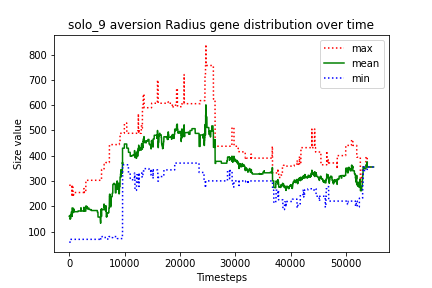 solo_9 aversion Radius gene distribution over time
Size value
800
700
600
500
400
300
200
100
max
mean
min
0
10000
20000
30000
40000
50000
Timesteps